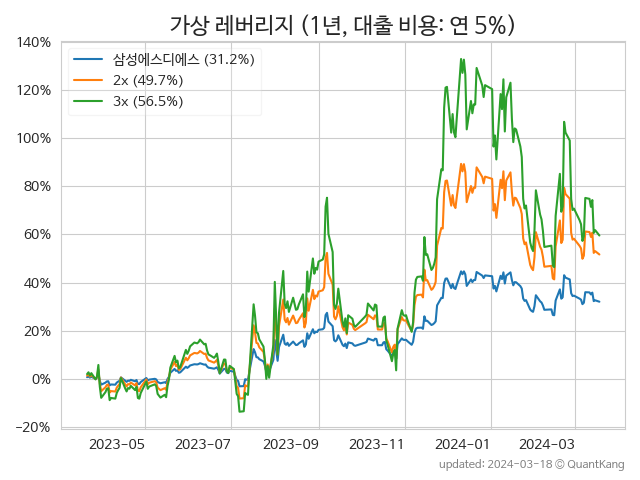 가상 레버리지 (1년, 대출 비용: 연 5%)
삼성에스디에스 (31.2%)
2x (49.7%)
3x (56.5%)
140%
120%
100%
80%
60%
40%
20%
0%
−20%
2023-05 2023-07 2023-09 2023-11 2024-01 2024-03
updated: 2024-03-18 © QuantKang